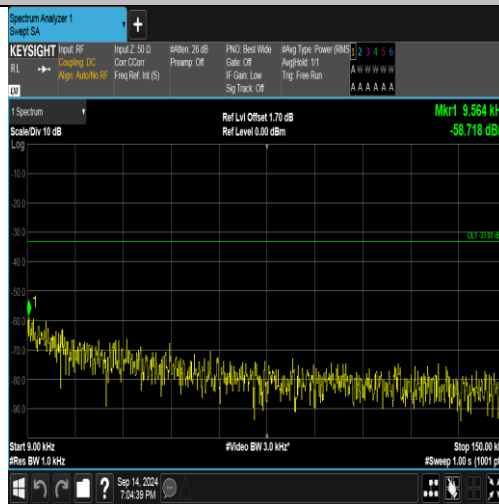 Spectrum Analyzer 1
Swept SA
+
KEYSIGHT Input: RF Input Z: 50 Ω #Atten: 26 dB PNO: Best Wide #Avg Type: Power (RMS 1 2 3 4 5 6
RL Coupling: DC Corr CCorr Preamp: Off Gate: Off Avg|Hold: 1/1 A W W W W W
Align: Auto/No RF Freq Ref: Int (S) IF Gain: Low Trig: Free Run
Sig Track: Off A A A A A A
1 Spectrum Ref Lvl Offset 1.70 dB Mkr1 9.564 kH
Scale/Div 10 dB Ref Level 0.00 dBm -58.718 dB
Log
-10.0
-20.0
-30.0
DL1 -33.00 dB
-40.0
-50.0
1
-60.0
-70.0
-80.0
-90.0
Start 9.00 kHz #Video BW 3.0 kHz* Stop 150.00 k
#Res BW 1.0 kHz #Sweep 1.00 s (1001 pt
? Sep 14, 2024
7:04:39 PM